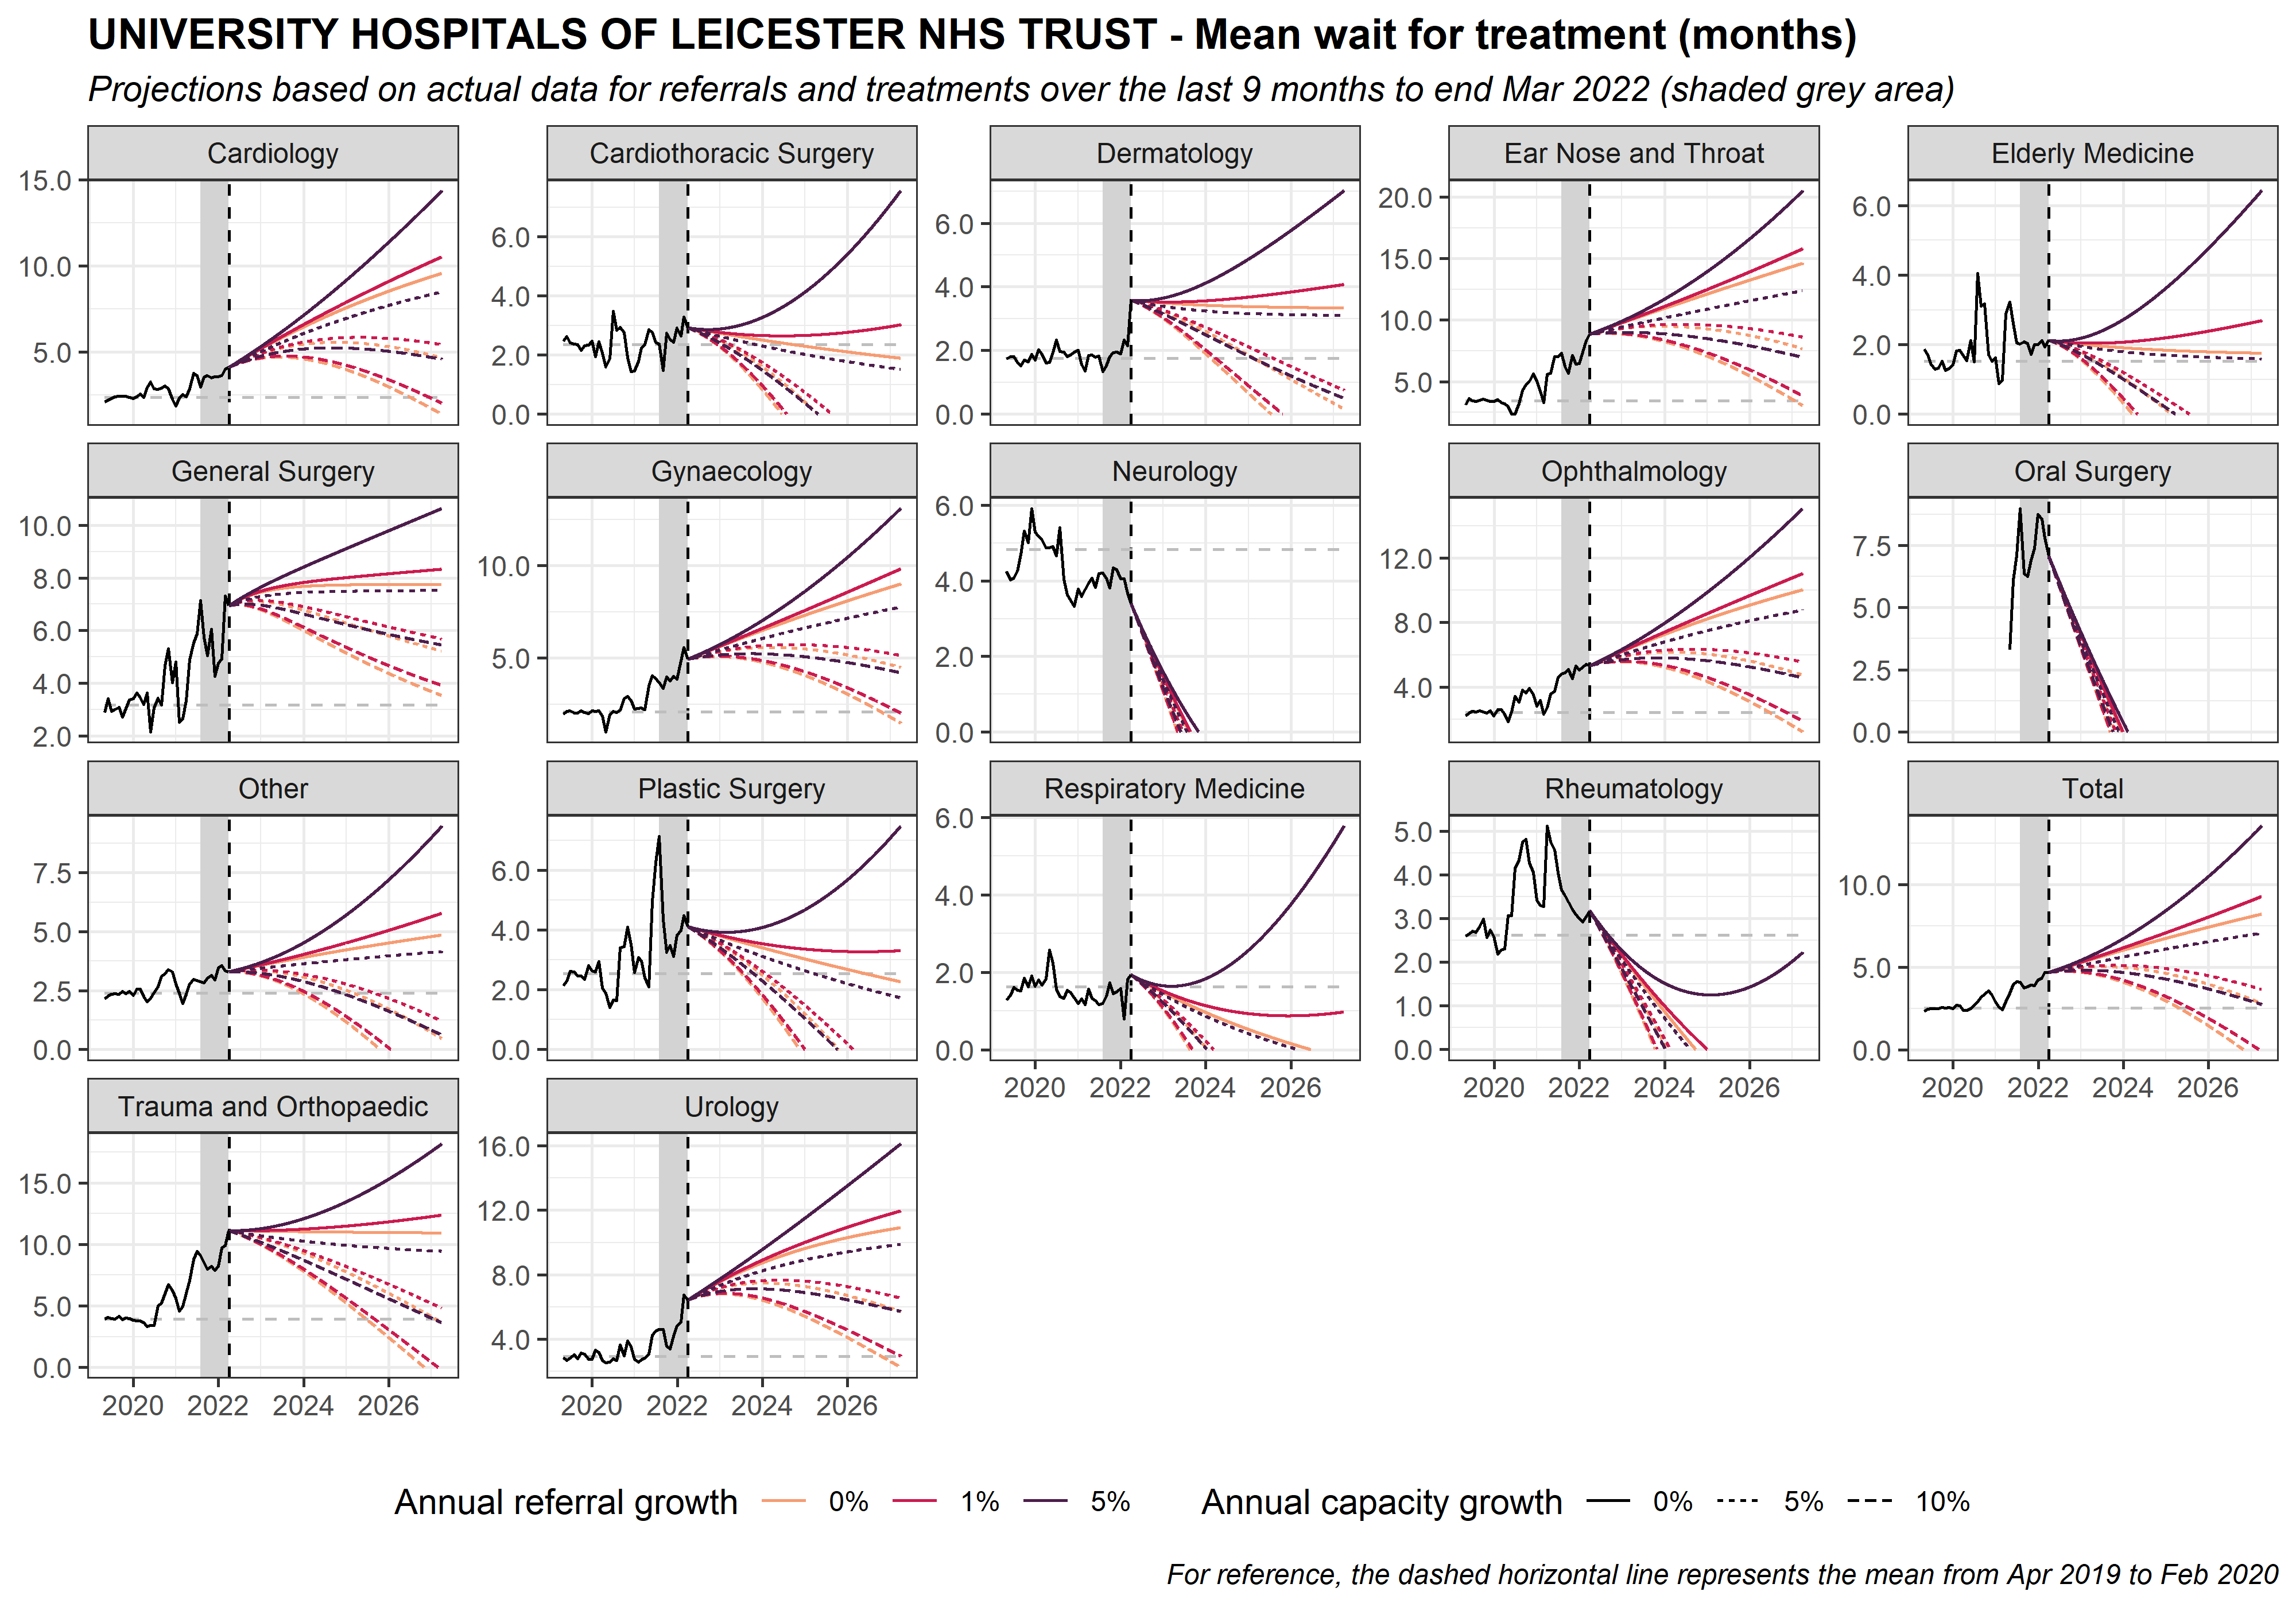 UNIVERSITY HOSPITALS OF LEICESTER NHS TRUST - Mean wait for treatment (months)
Projections based on actual data for referrals and treatments over the last 9 months to end Mar 2022 (shaded grey area)
Cardiology
15.0
10.0
5.0
Cardiothoracic Surgery
6.0
4.0
2.0
0.0
Dermatology
6.0
4.0
2.0
0.0
Ear Nose and Throat
20.0
15.0
10.0
5.0
Elderly Medicine
6.0
4.0
2.0
0.0
General Surgery
10.0
8.0
6.0
4.0
2.0
Gynaecology
10.0
5.0
Neurology
6.0
4.0
2.0
0.0
Ophthalmology
12.0
8.0
4.0
Oral Surgery
7.5
5.0
2.5
0.0
Other
7.5
5.0
2.5
0.0
Plastic Surgery
6.0
4.0
2.0
0.0
Respiratory Medicine
6.0
4.0
2.0
0.0
2020 2022 2024 2026
Rheumatology
5.0
4.0
3.0
2.0
1.0
0.0
2020 2022 2024 2026
Total
10.0
5.0
0.0
2020 2022 2024 2026
Trauma and Orthopaedic
15.0
10.0
5.0
0.0
2020 2022 2024 2026
Urology
16.0
12.0
8.0
4.0
2020 2022 2024 2026
Annual referral growth 0% 1% 5% Annual capacity growth 0% 5% 10%
For reference, the dashed horizontal line represents the mean from Apr 2019 to Feb 2020